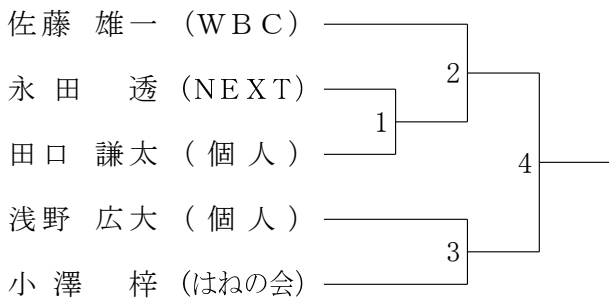 佐藤 雄一 (WBC)
2
永田 透 (NEXT)
1
田口 謙太 (個人)
4
浅野 広大 (個人)
3
小澤 梓 (はねの会)